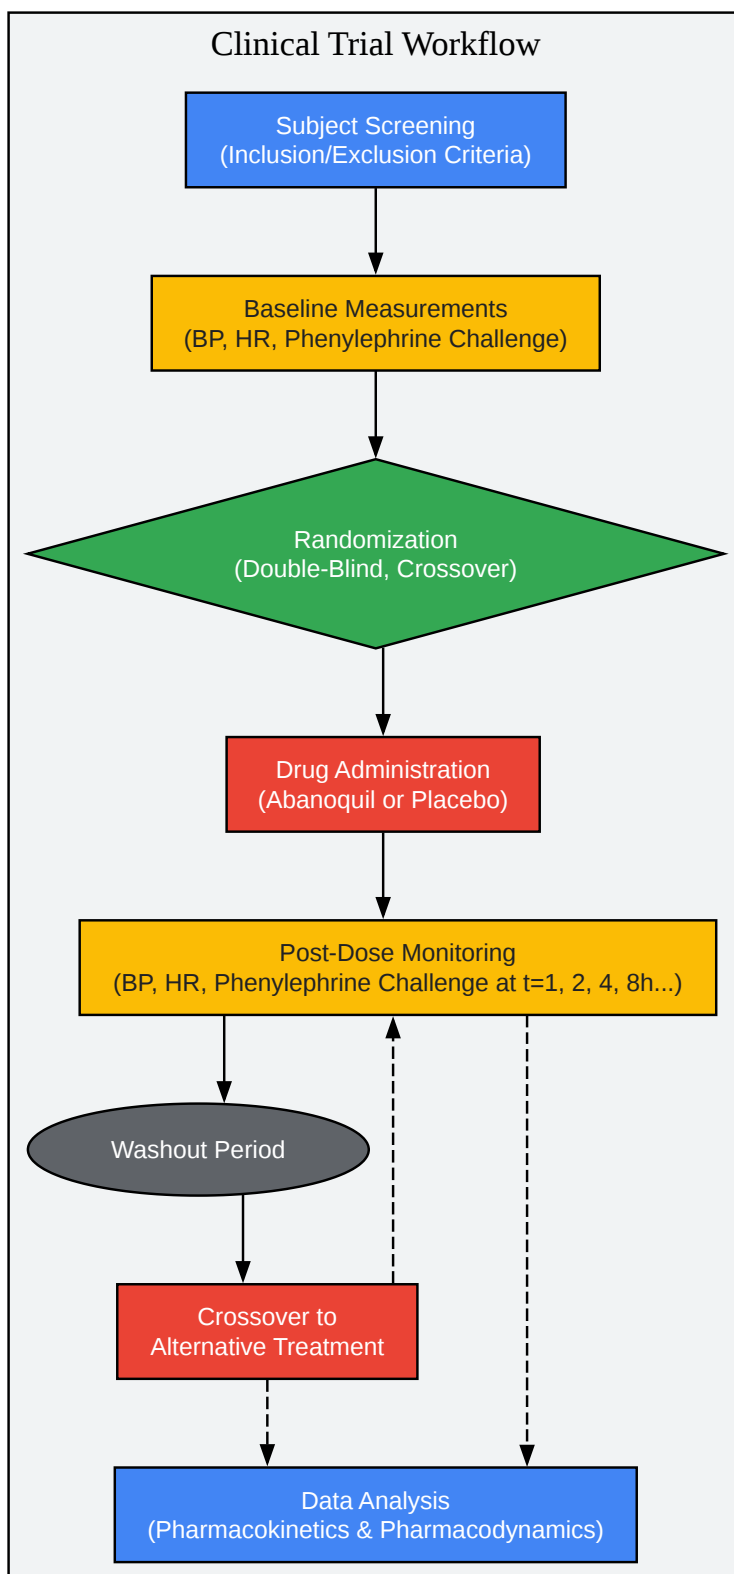 Clinical Trial Workflow
Subject Screening
(Inclusion/Exclusion Criteria)
Baseline Measurements
(BP, HR, Phenylephrine Challenge)
Randomization
(Double-Blind, Crossover)
Drug Administration
(Abanoquil or Placebo)
Post-Dose Monitoring
(BP, HR, Phenylephrine Challenge at t=1, 2, 4, 8h...)
Washout Period
Crossover to
Alternative Treatment
Data Analysis
(Pharmacokinetics & Pharmacodynamics)